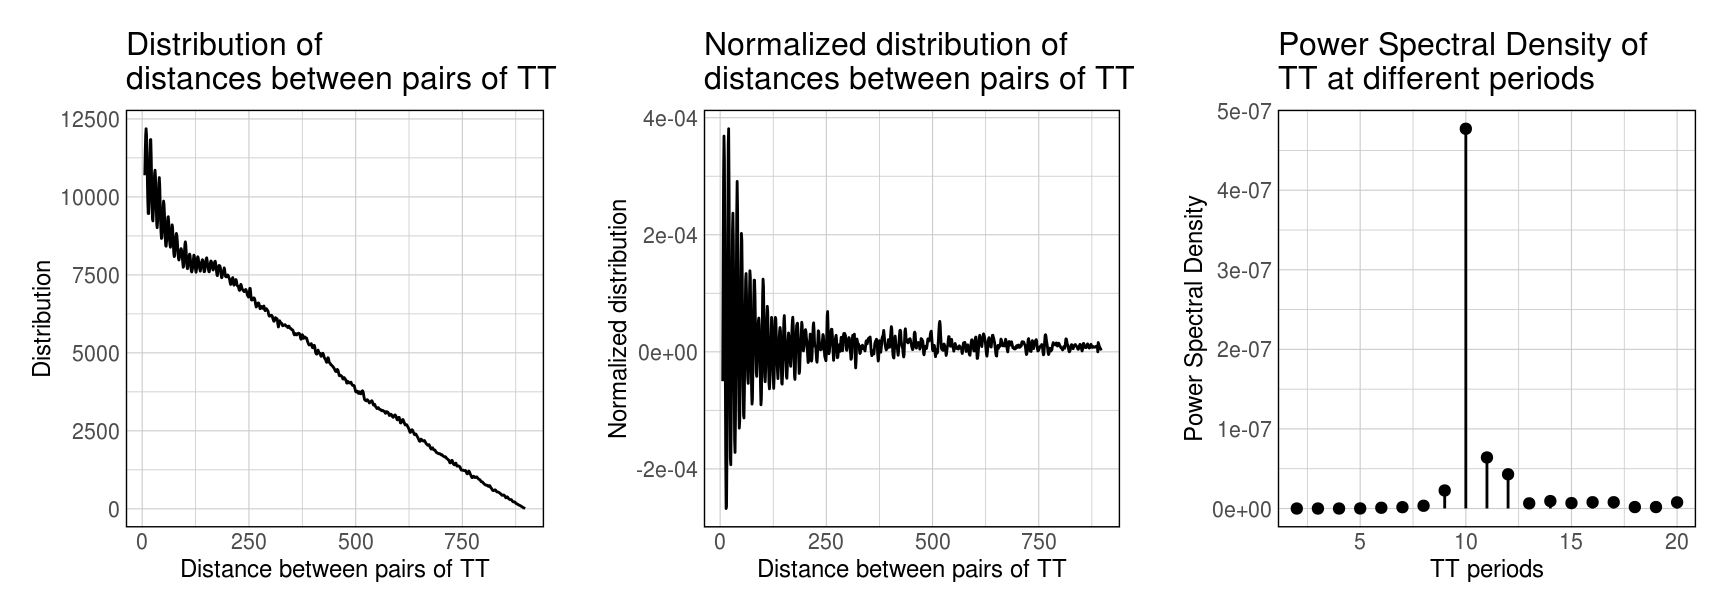 Distribution of
distances between pairs of TT
12500
10000
7500
5000
2500
0
0 250 500 750
Distribution
Distance between pairs of TT
Normalized distribution of
distances between pairs of TT
4e-04
2e-04
0e+00
-2e-04
0 250 500 750
Normalized distribution
Distance between pairs of TT
Power Spectral Density of
TT at different periods
5e-07
4e-07
3e-07
2e-07
1e-07
0e+00
5 10 15 20
Power Spectral Density
TT periods